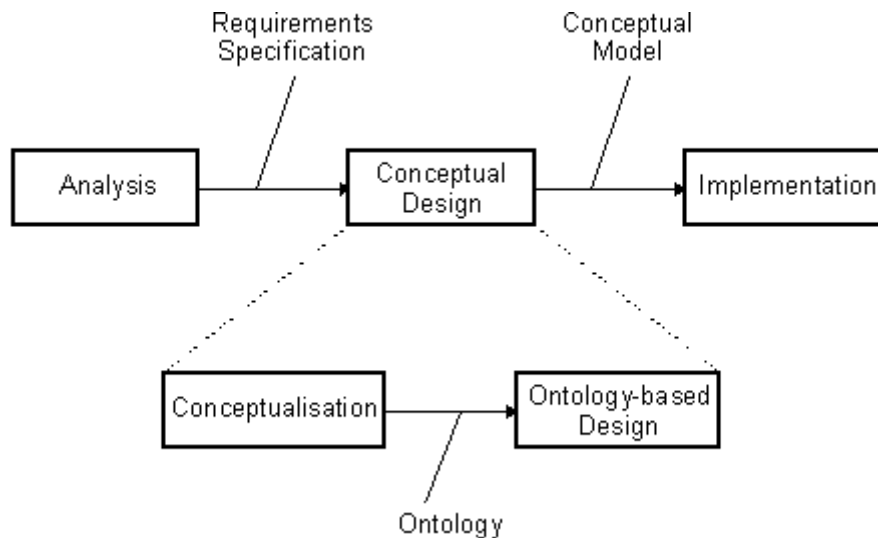 Requirements
Specification
Conceptual
Model
Analysis
Conceptual
Design
Implementation
Conceptualisation
Ontology-based
Design
Ontology